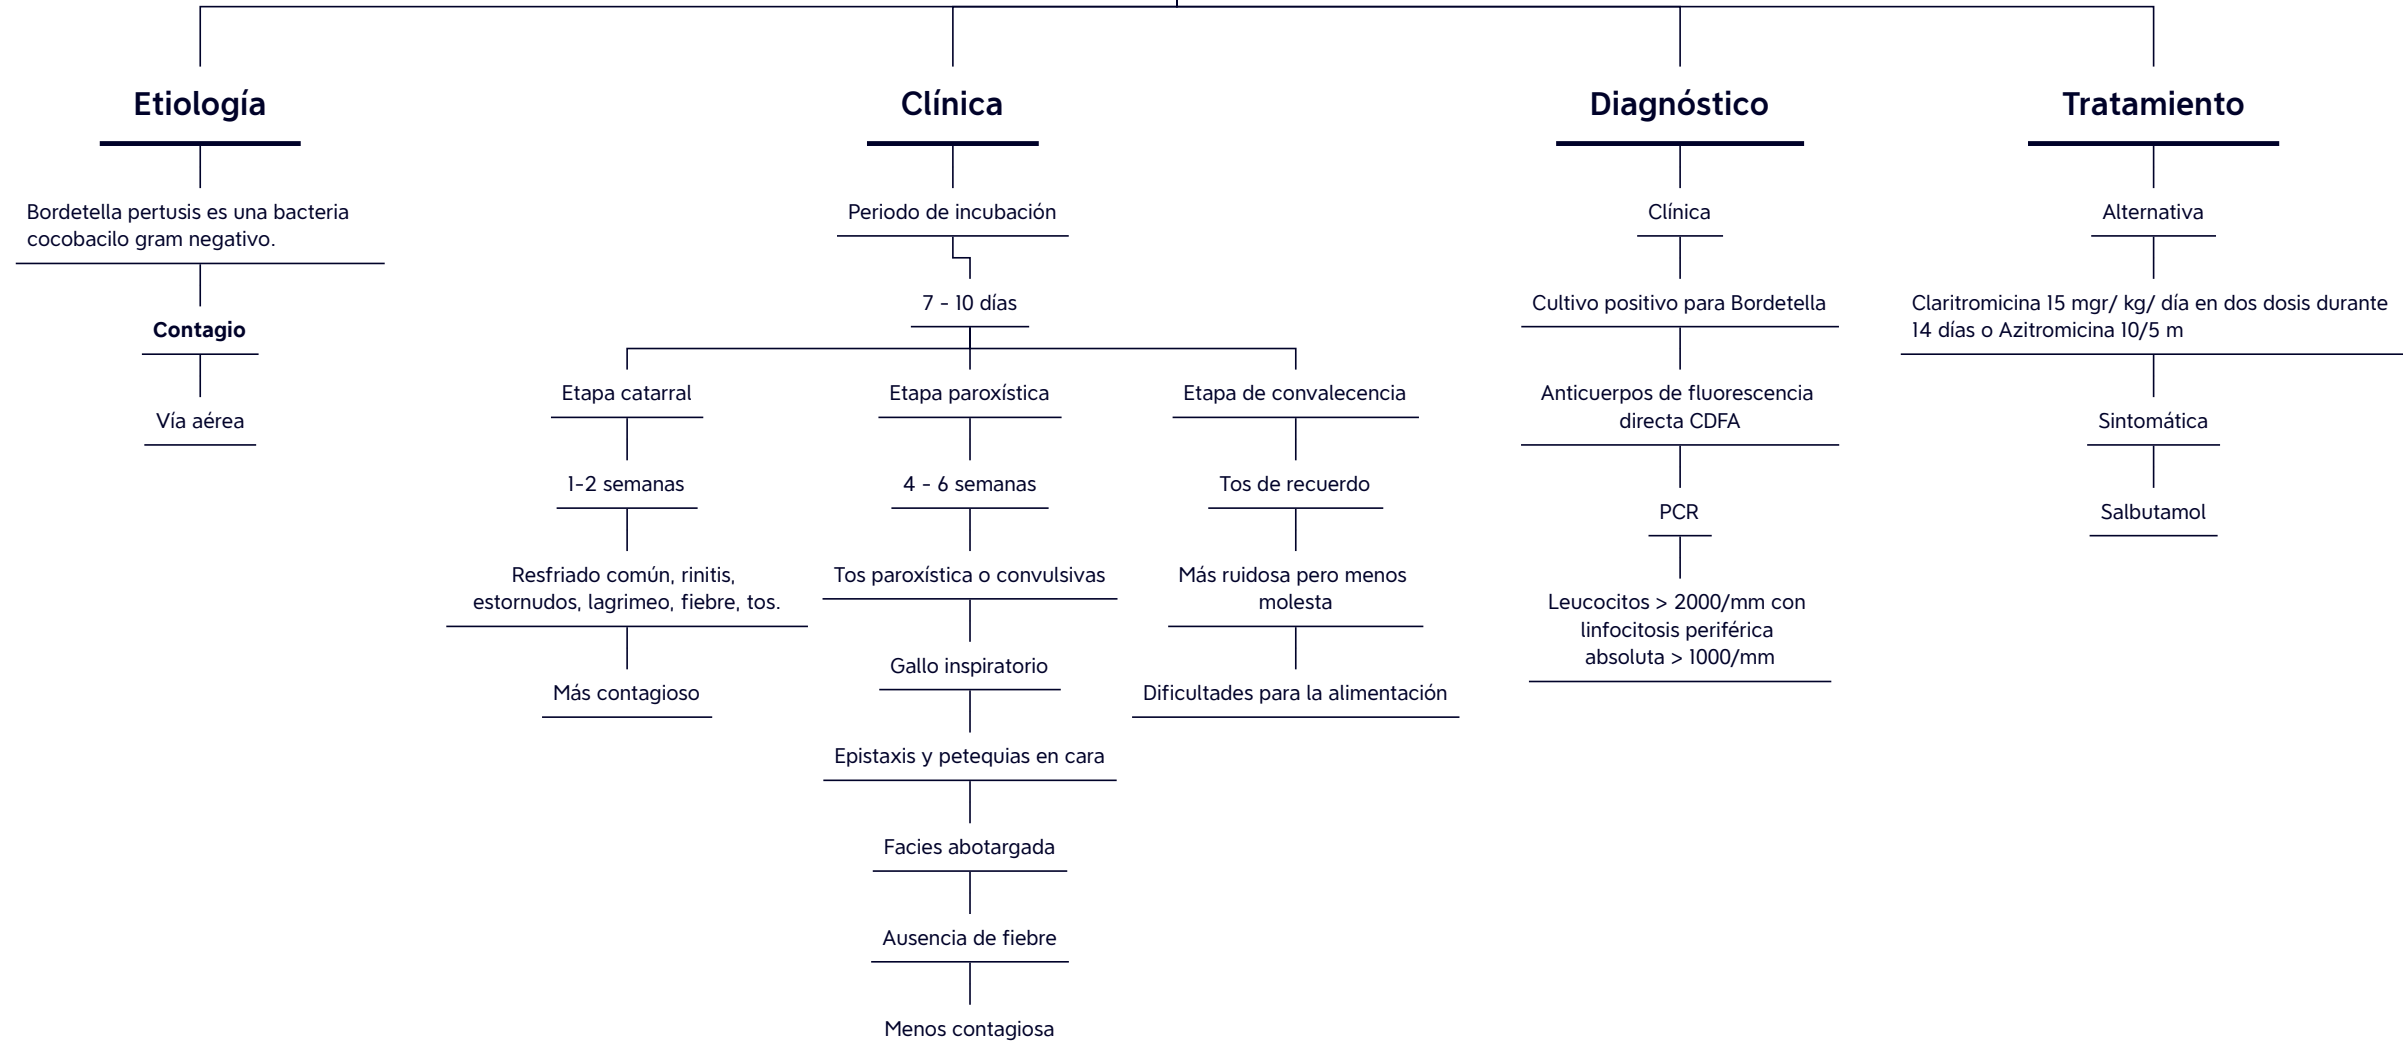 Etiología
Bordetella pertusis es una bacteria
cocobacilo gram negativo.
Contagio
Vía aérea
Clínica
Periodo de incubación
7 - 10 días
Etapa catarral
1-2 semanas
Resfriado común, rinitis,
estornudos, lagrimeo, fiebre, tos.
Más contagioso
Etapa paroxística
4 - 6 semanas
Tos paroxística o convulsivas
Gallo inspiratorio
Epistaxis y petequias en cara
Facies abotargada
Ausencia de fiebre
Menos contagiosa
Etapa de convalecencia
Tos de recuerdo
Más ruidosa pero menos
molesta
Dificultades para la alimentación
Diagnóstico
Clínica
Cultivo positivo para Bordetella
Anticuerpos de fluorescencia
directa CDFA
PCR
Leucocitos > 2000/mm con
linfocitosis periférica
absoluta > 1000/mm
Tratamiento
Alternativa
Claritromicina 15 mgr/ kg/ día en dos dosis durante
14 días o Azitromicina 10/5 m
Sintomática
Salbutamol